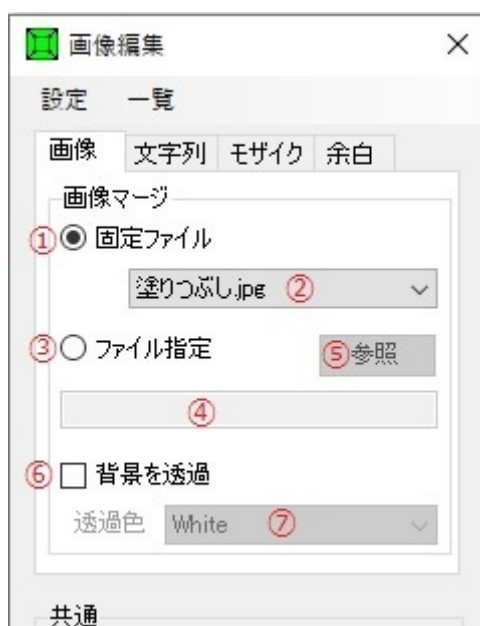 画像編集
設定 一覧
画像 文字列 モザイク 余白
画像マージ
① 固定ファイル
塗りつぶし.jpg ②
③ ファイル指定 ⑤参照
④
⑥ 背景を透過
透過色 White ⑦
共通